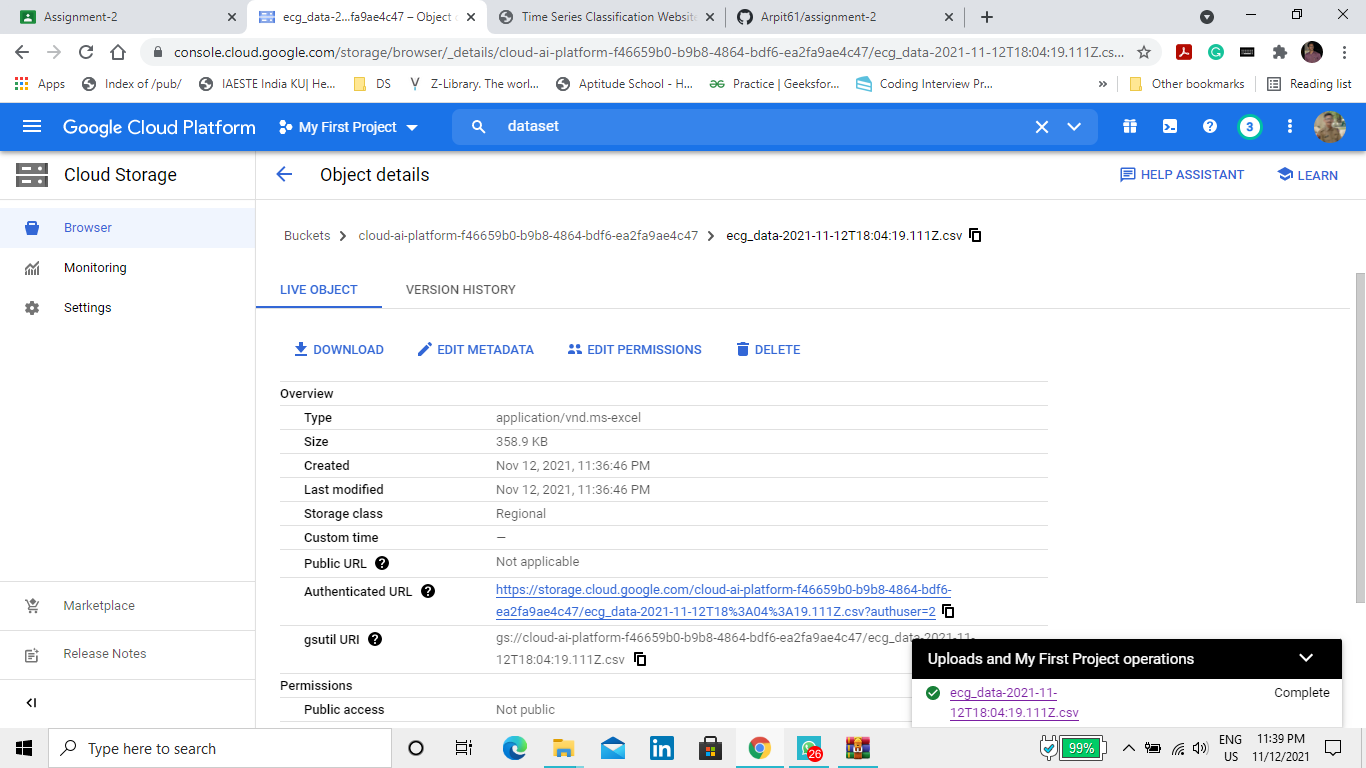 Assignment-2
ecg_data-2...fa9ae4c47 – Object
Time Series Classification Website
Arpit61/assignment-2
console.cloud.google.com/storage/browser/_details/cloud-ai-platform-f46659b0-b9b8-4864-bdf6-ea2fa9ae4c47/ecg_data-2021-11-12T18:04:19.111Z.cs...
Apps
Index of /pub/
IAESTE India KU| He...
DS
Z-Library. The worl...
Aptitude School - H...
Practice | Geeksfor...
Coding Interview Pr...
»
Other bookmarks
Reading list
Google Cloud Platform
My First Project
dataset
3
Cloud Storage
Object details
HELP ASSISTANT
LEARN
Browser
Monitoring
Settings
Buckets
cloud-ai-platform-f46659b0-b9b8-4864-bdf6-ea2fa9ae4c47
ecg_data-2021-11-12T18:04:19.111Z.csv
LIVE OBJECT
VERSION HISTORY
DOWNLOAD
EDIT METADATA
EDIT PERMISSIONS
DELETE
Overview
Type application/vnd.ms-excel
Size 358.9 KB
Created Nov 12, 2021, 11:36:46 PM
Last modified Nov 12, 2021, 11:36:46 PM
Storage class Regional
Custom time —
Public URL Not applicable
Authenticated URL https://storage.cloud.google.com/cloud-ai-platform-f46659b0-b9b8-4864-bdf6-
ea2fa9ae4c47/ecg_data-2021-11-12T18%3A04%3A19.111Z.csv?authuser=2
gsutil URI gs://cloud-ai-platform-f46659b0-b9b8-4864-bdf6-ea2fa9ae4c47/ecg_data-2021-11-
12T18:04:19.111Z.csv
Permissions
Public access Not public
Marketplace
Release Notes
Uploads and My First Project operations
ecg_data-2021-11-
12T18:04:19.111Z.csv
Complete
Type here to search
26
99%
ENG
US
11:39 PM
11/12/2021